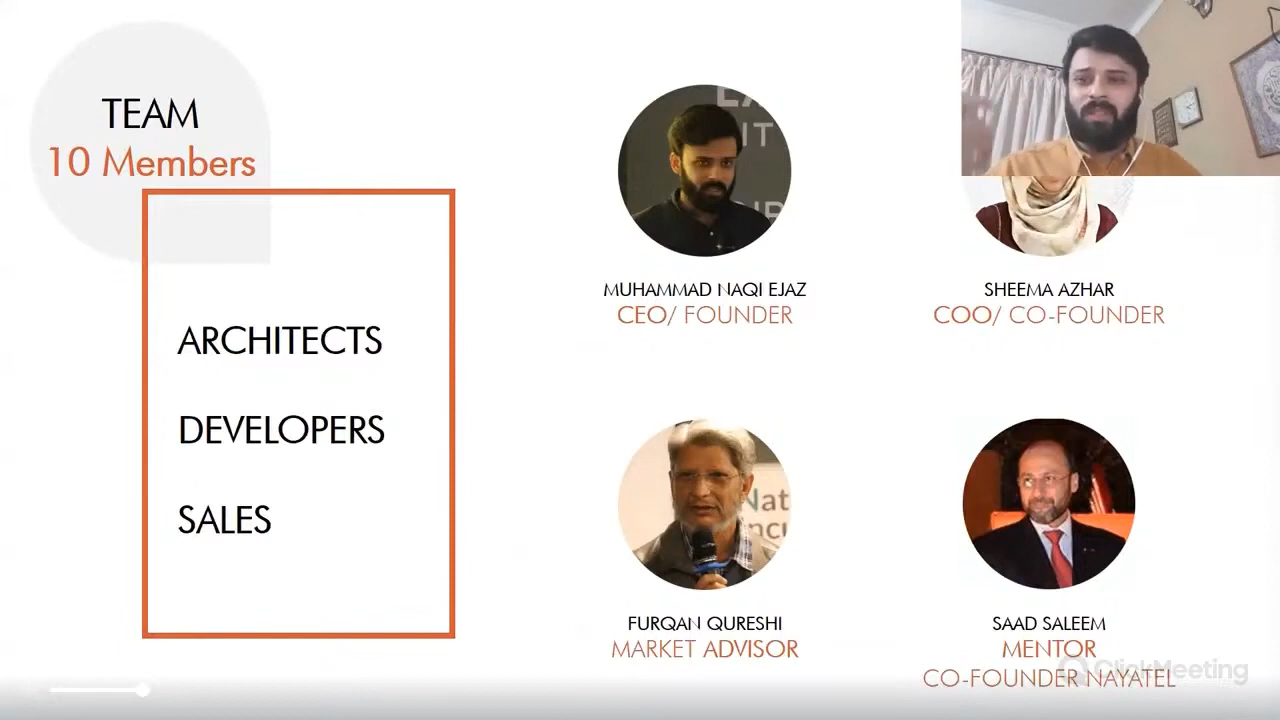 TEAM
10 Members
ARCHITECTS
DEVELOPERS
SALES
MUHAMMAD NAQI EJAZ
CEO/ FOUNDER
SHEEMA AZHAR
COO/ CO-FOUNDER
FURQAN QURESHI
MARKET ADVISOR
SAAD SALEEM
MENTOR
CO-FOUNDER NAYATEL
ClickMeeting